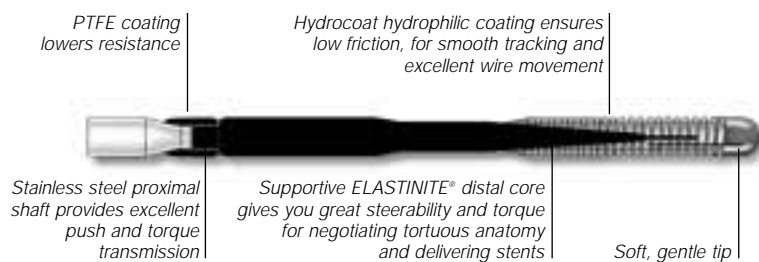 PTFE coating
lowers resistance
Hydrocoat hydrophilic coating ensures
low friction, for smooth tracking and
excellent wire movement
Stainless steel proximal
shaft provides excellent
push and torque
transmission
Supportive ELASTINITE® distal core
gives you great steerability and torque
for negotiating tortuous anatomy
and delivering stents
Soft, gentle tip